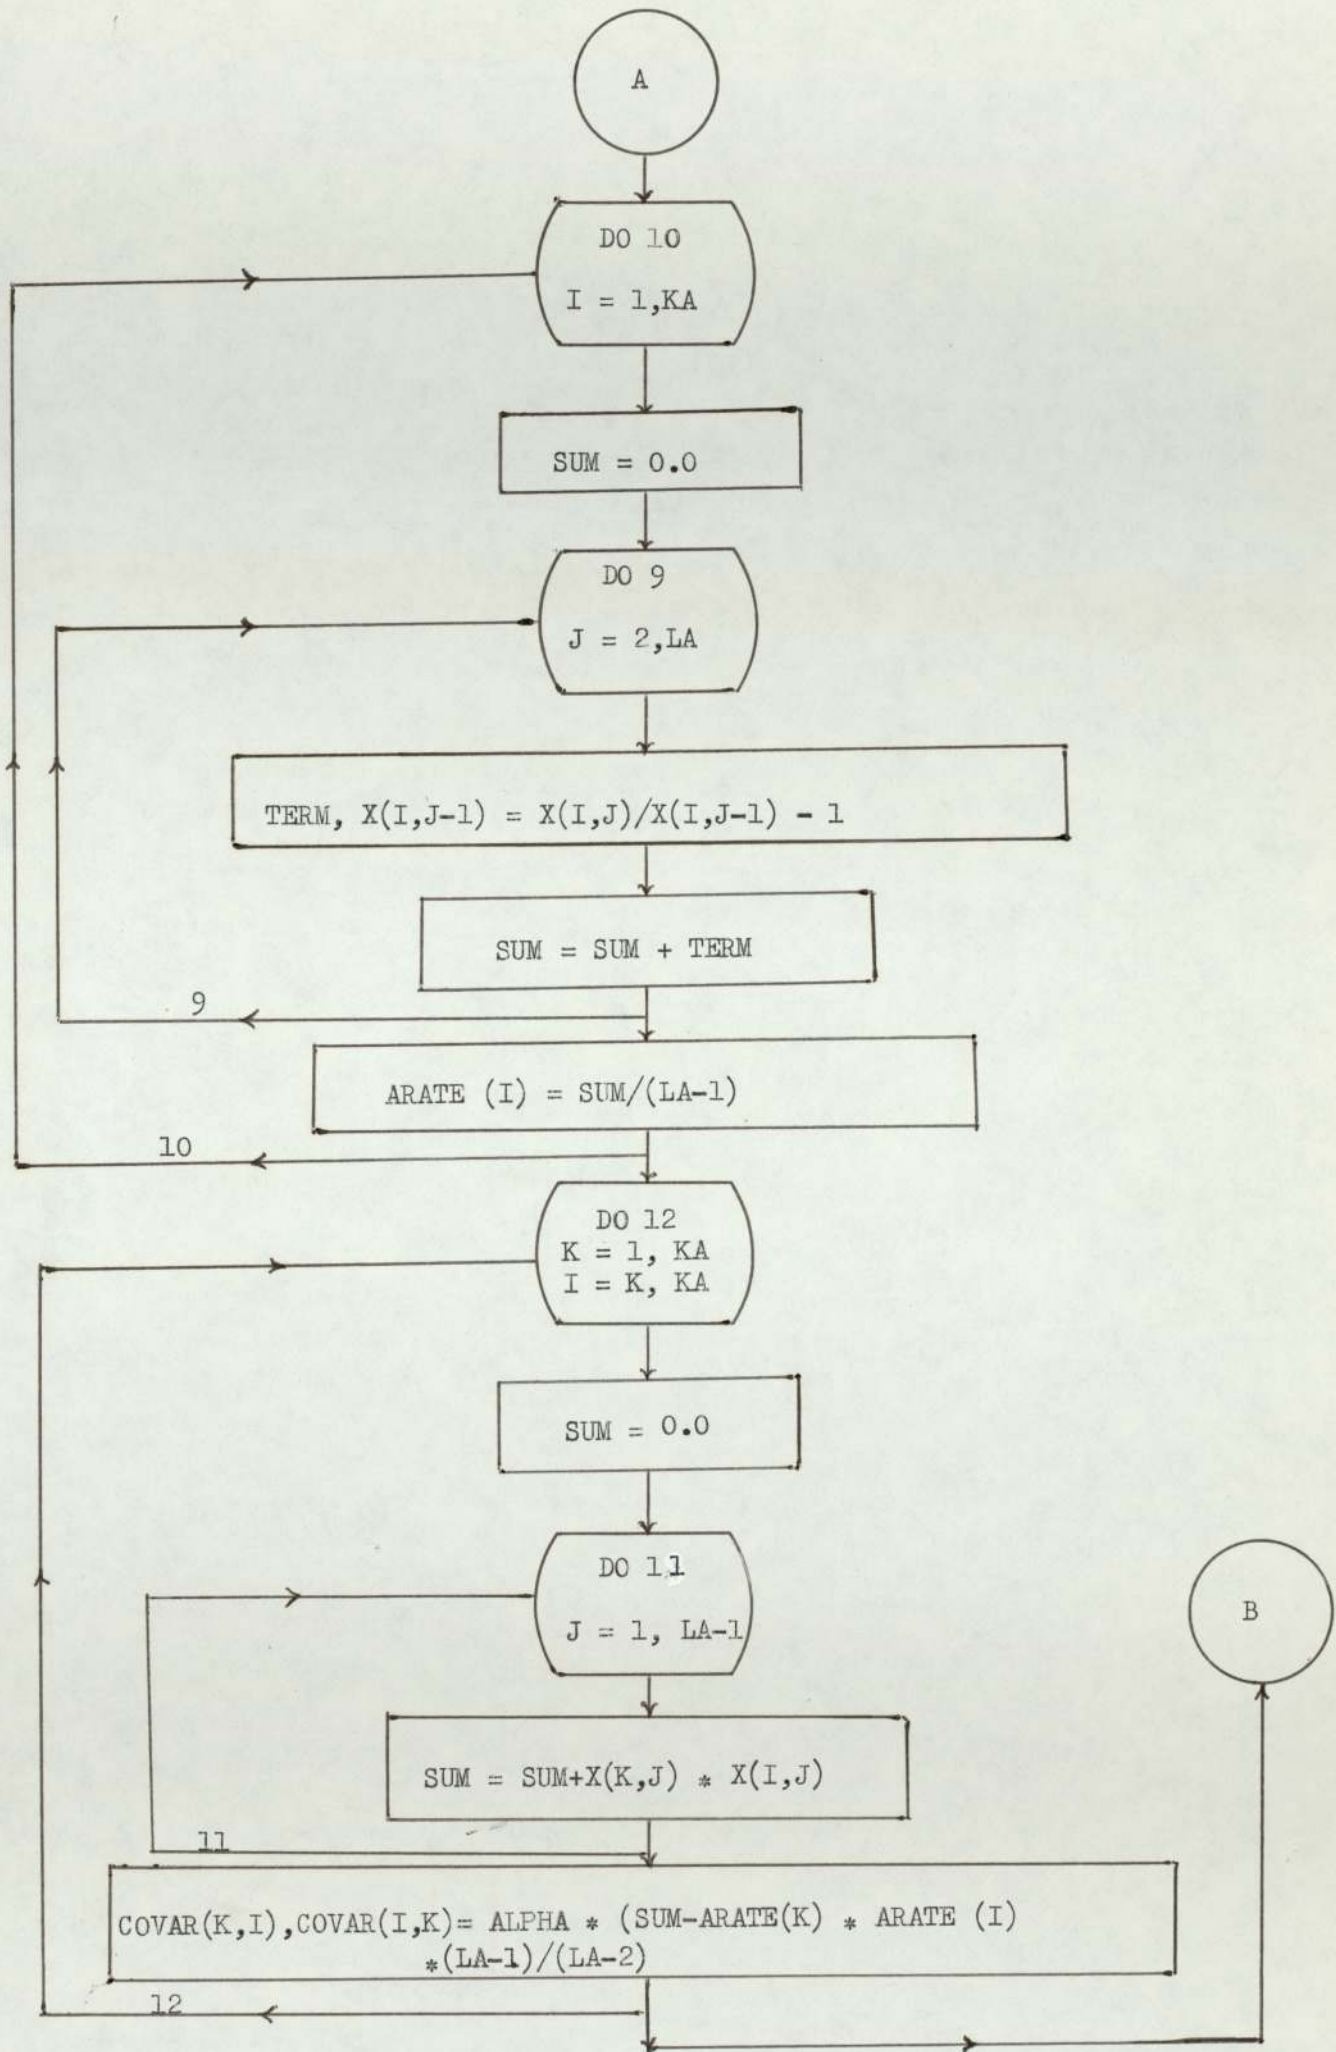 A
DO 10
I = 1,KA
SUM = 0.0
DO 9
J = 2,LA
TERM, X(I,J-1) = X(I,J)/X(I,J-1) - 1
SUM = SUM + TERM
9
ARATE (I) = SUM/(LA-1)
10
DO 12
K = 1, KA
I = K, KA
SUM = 0.0
DO 11
J = 1, LA-1
B
SUM = SUM+X(K,J) * X(I,J)
11
COVAR(K,I),COVAR(I,K)= ALPHA * (SUM-ARATE(K) * ARATE (I)
*(LA-1)/(LA-2)
12